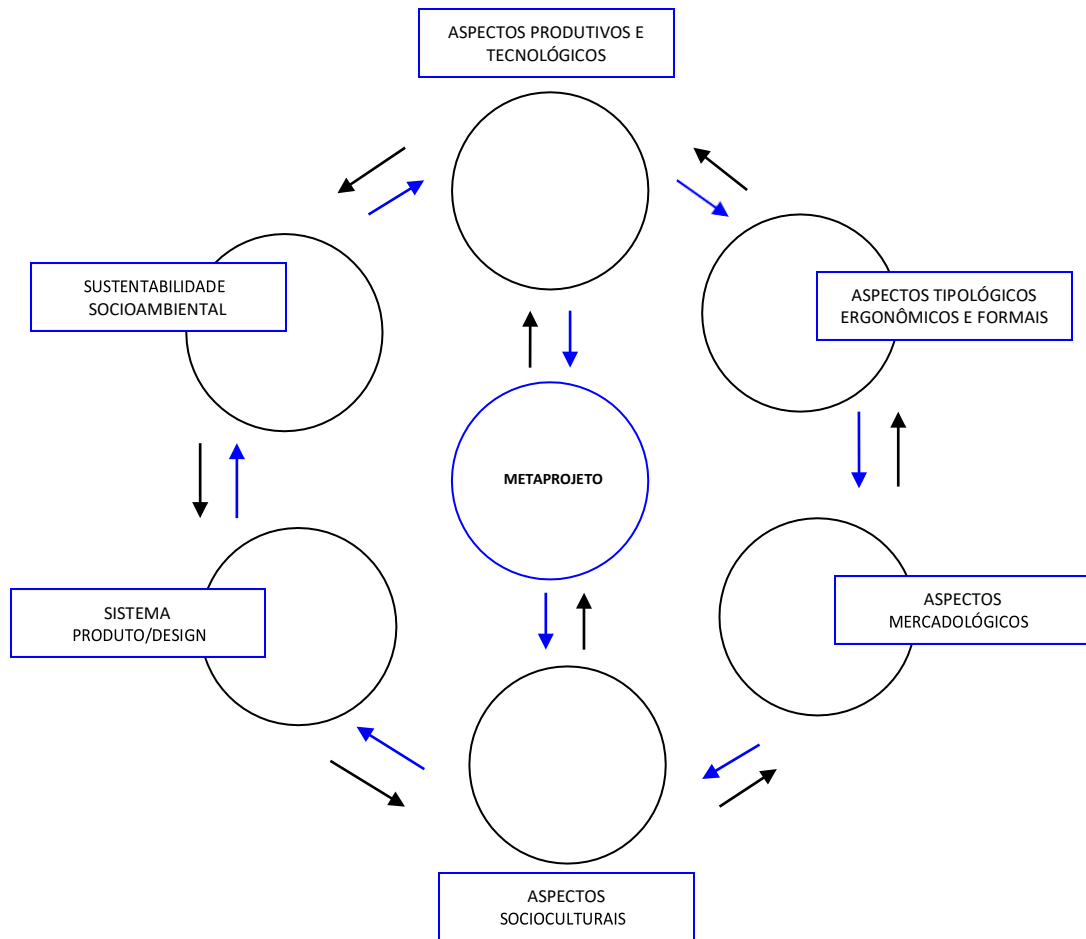 ASPECTOS PRODUTIVOS E
TECNOLÓGICOS
SUSTENTABILIDADE
SOCIOAMBIENTAL
ASPECTOS TIPOLÓGICOS
ERGONÔMICOS E FORMAIS
METAPROJETO
SISTEMA
PRODUTO/DESIGN
ASPECTOS
MERCADOLÓGICOS
ASPECTOS
SOCIOCULTURAIS